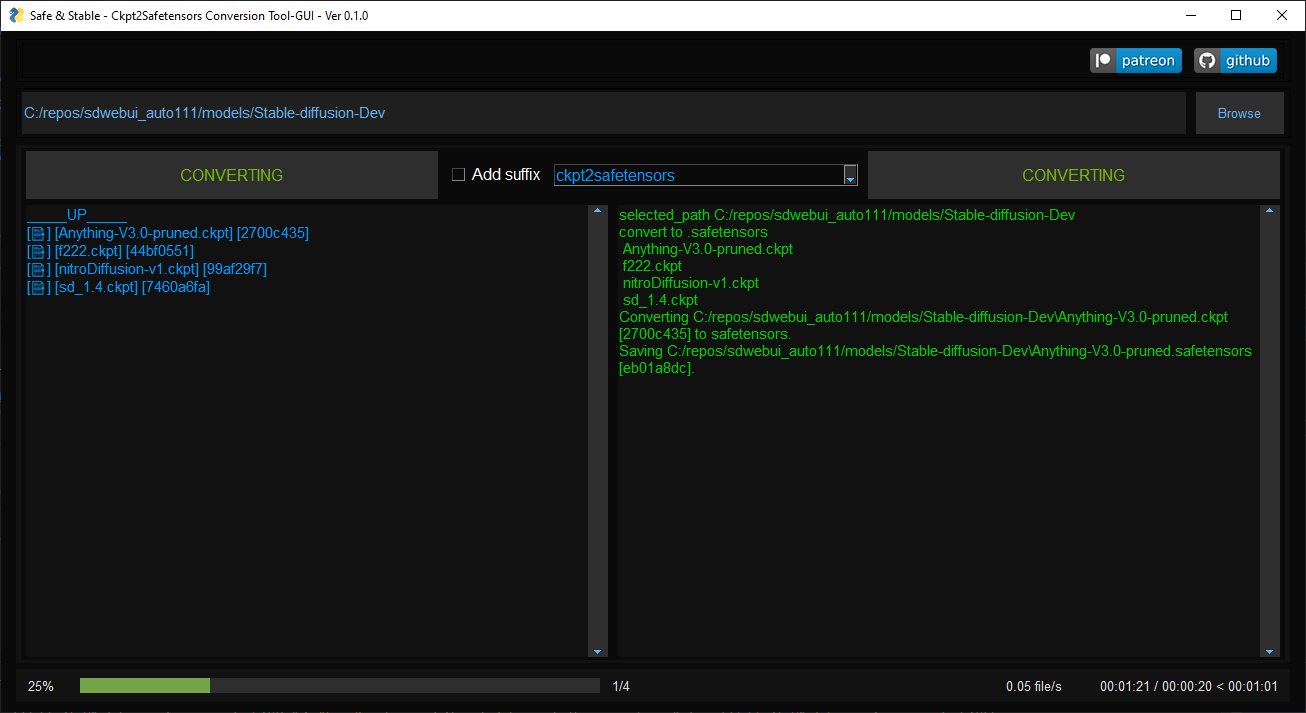 Safe & Stable - Ckpt2Safetensors Conversion Tool-GUI - Ver 0.1.0
patreon
github
C:/repos/sdwebui_auto111/models/Stable-diffusion-Dev
Browse
CONVERTING
Add suffix
ckpt2safetensors
CONVERTING
_____UP_____
[Anything-V3.0-pruned.ckpt] [2700c435]
[f222.ckpt] [44bf0551]
[nitroDiffusion-v1.ckpt] [99af29f7]
[sd_1.4.ckpt] [7460a6fa]
selected_path C:/repos/sdwebui_auto111/models/Stable-diffusion-Dev
convert to .safetensors
Anything-V3.0-pruned.ckpt
f222.ckpt
nitroDiffusion-v1.ckpt
sd_1.4.ckpt
Converting C:/repos/sdwebui_auto111/models/Stable-diffusion-Dev\Anything-V3.0-pruned.ckpt
[2700c435] to safetensors.
Saving C:/repos/sdwebui_auto111/models/Stable-diffusion-Dev\Anything-V3.0-pruned.safetensors
[eb01a8dc].
25%
1/4
0.05 file/s
00:01:21 / 00:00:20 < 00:01:01